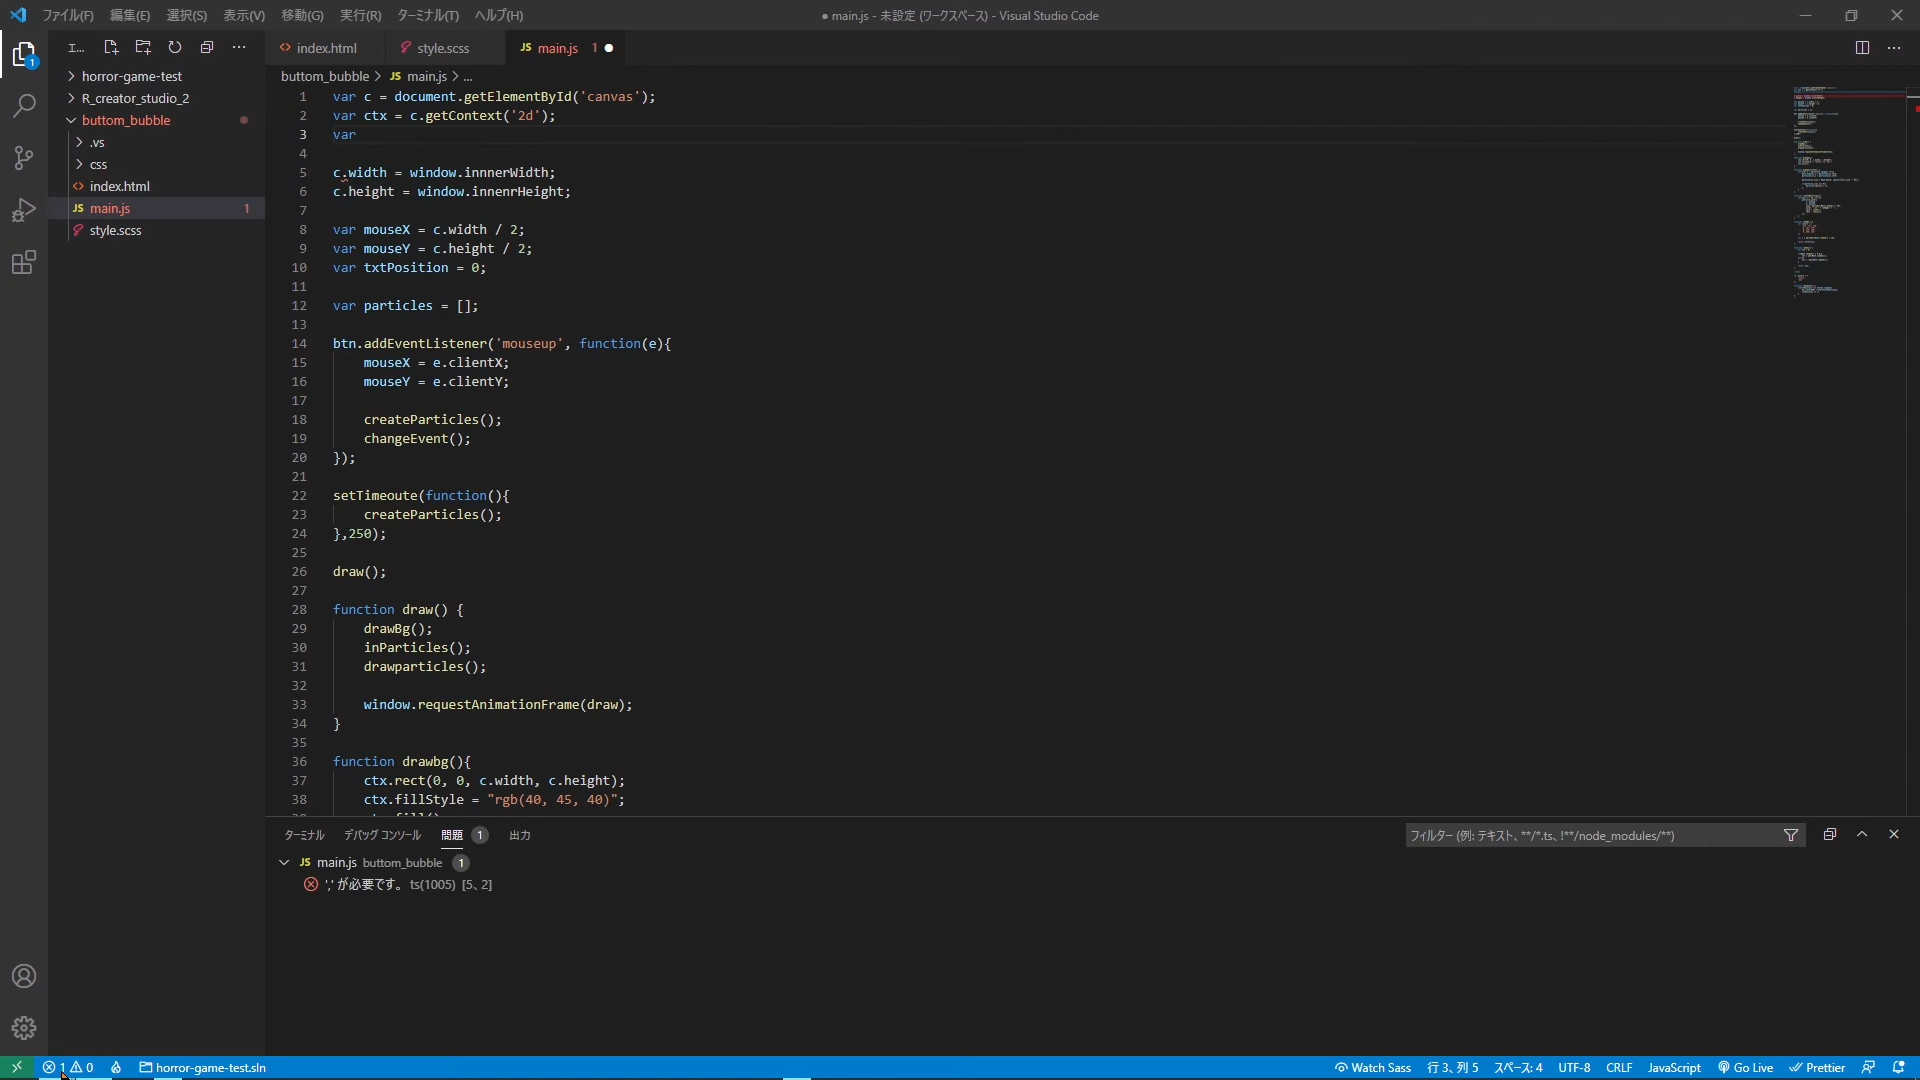 ファイル(F) 編集(E) 選択(S) 表示(V) 移動(G) 実行(R) ターミナル(T) ヘルプ(H)
● main.js - 未設定 (ワークスペース) - Visual Studio Code
エ...
index.html
style.scss
JS main.js 1
1
horror-game-test
R_creator_studio_2
buttom_bubble
.vs
css
index.html
JS main.js 1
style.scss
buttom_bubble > JS main.js > ...
1 var c = document.getElementById('canvas');
2 var ctx = c.getContext('2d');
3 var
4
5 c.width = window.innnerWidth;
6 c.height = window.innenrHeight;
7
8 var mouseX = c.width / 2;
9 var mouseY = c.height / 2;
10 var txtPosition = 0;
11
12 var particles = [];
13
14 btn.addEventListener('mouseup', function(e){
15 mouseX = e.clientX;
16 mouseY = e.clientY;
17
18 createParticles();
19 changeEvent();
20 });
21
22 setTimeoute(function(){
23 createParticles();
24 },250);
25
26 draw();
27
28 function draw() {
29 drawBg();
30 inParticles();
31 drawparticles();
32
33 window.requestAnimationFrame(draw);
34 }
35
36 function drawbg(){
37 ctx.rect(0, 0, c.width, c.height);
38 ctx.fillStyle = "rgb(40, 45, 40)";
ターミナル デバッグ コンソール 問題 1 出力
フィルター (例: テキスト、**/*.ts、!**/node_modules/**)
JS main.js buttom_bubble 1
',' が必要です。 ts(1005) [5、2]
1 0 horror-game-test.sln
Watch Sass 行 3、列 5 スペース: 4 UTF-8 CRLF JavaScript Go Live Prettier